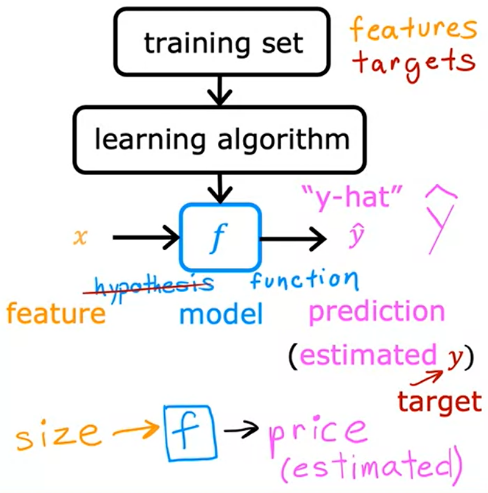 training set
features
targets
learning algorithm
"y-hat"
x f ŷ ŷ
hypothesis function
feature model prediction
(estimated y)
target
size → f → price
(estimated)